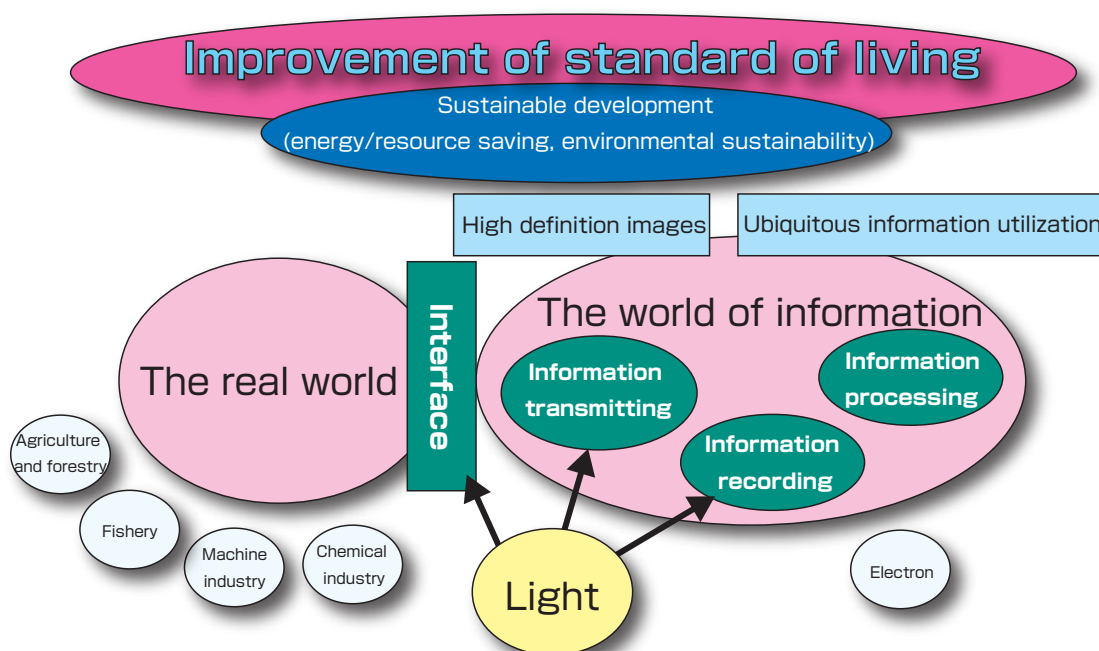 Improvement of standard of living
Sustainable development
(energy/resource saving, environmental sustainability)
High definition images
Ubiquitous information utilization
The world of information
Interface
The real world
Information
transmitting
Information
processing
Information
recording
Agriculture
and forestry
Fishery
Machine
industry
Chemical
industry
Light
Electron